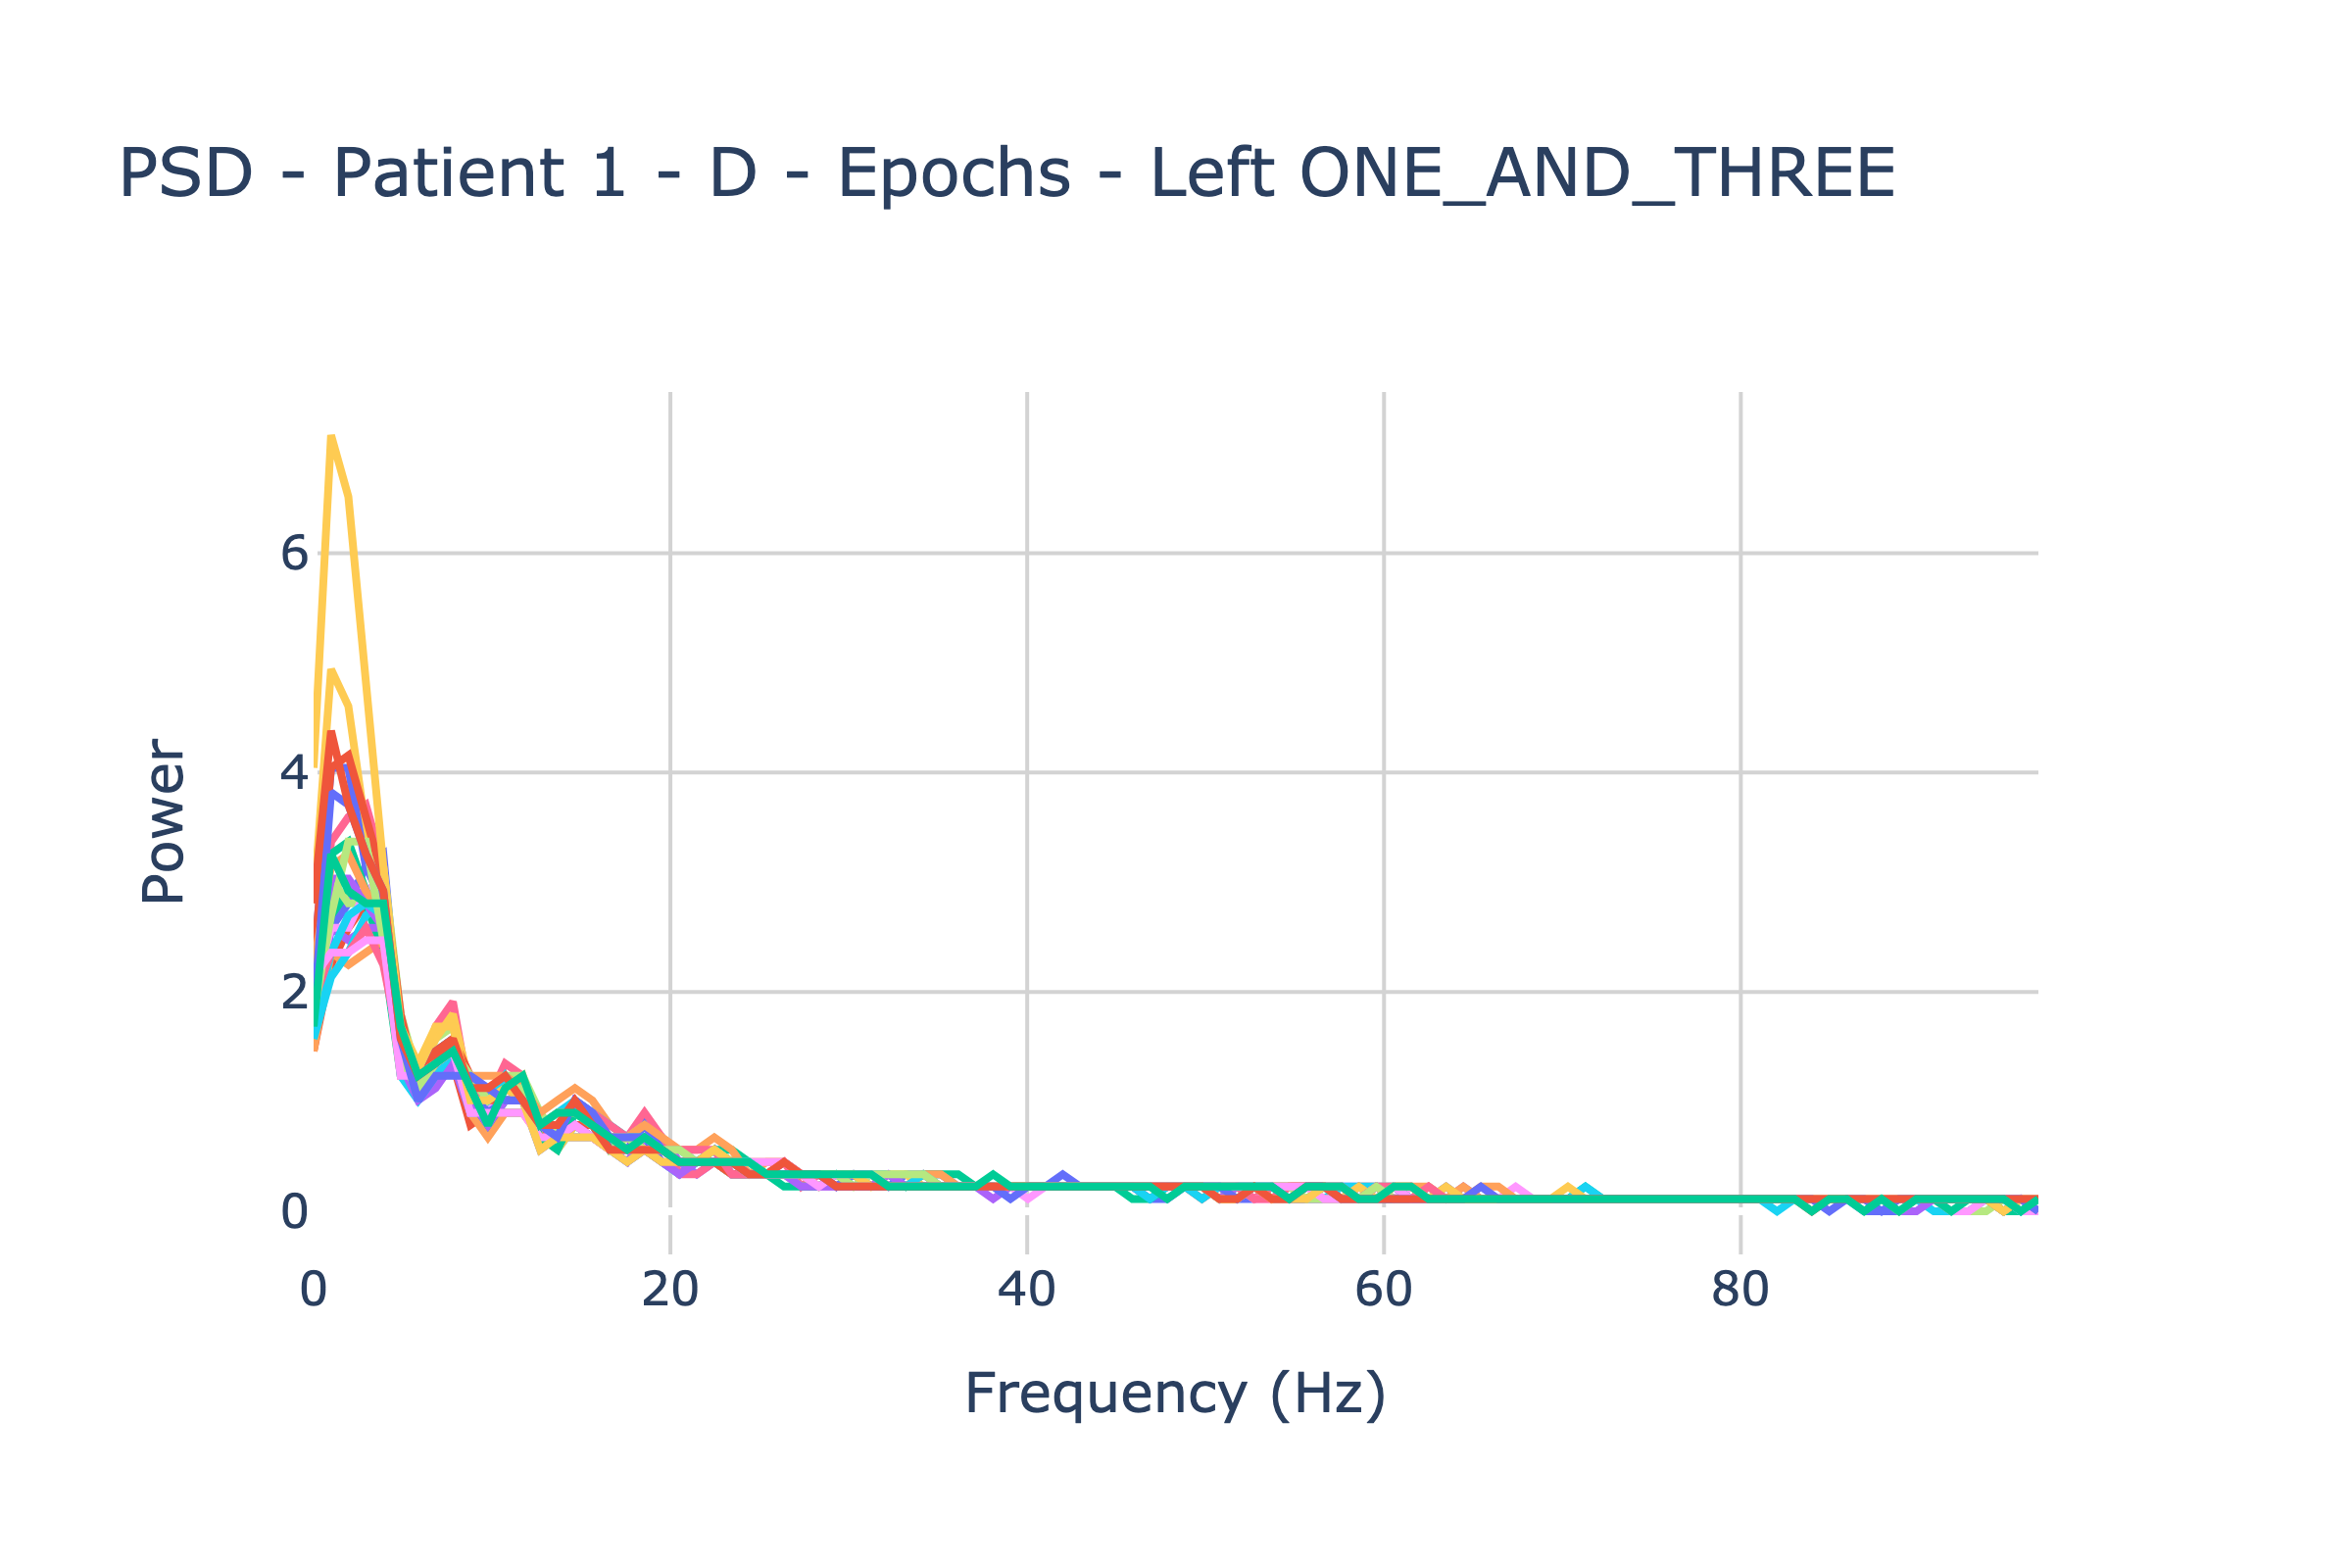 PSD - Patient 1 - D - Epochs - Left ONE_AND_THREE
6
4
2
0
Power
0 20 40 60 80
Frequency (Hz)